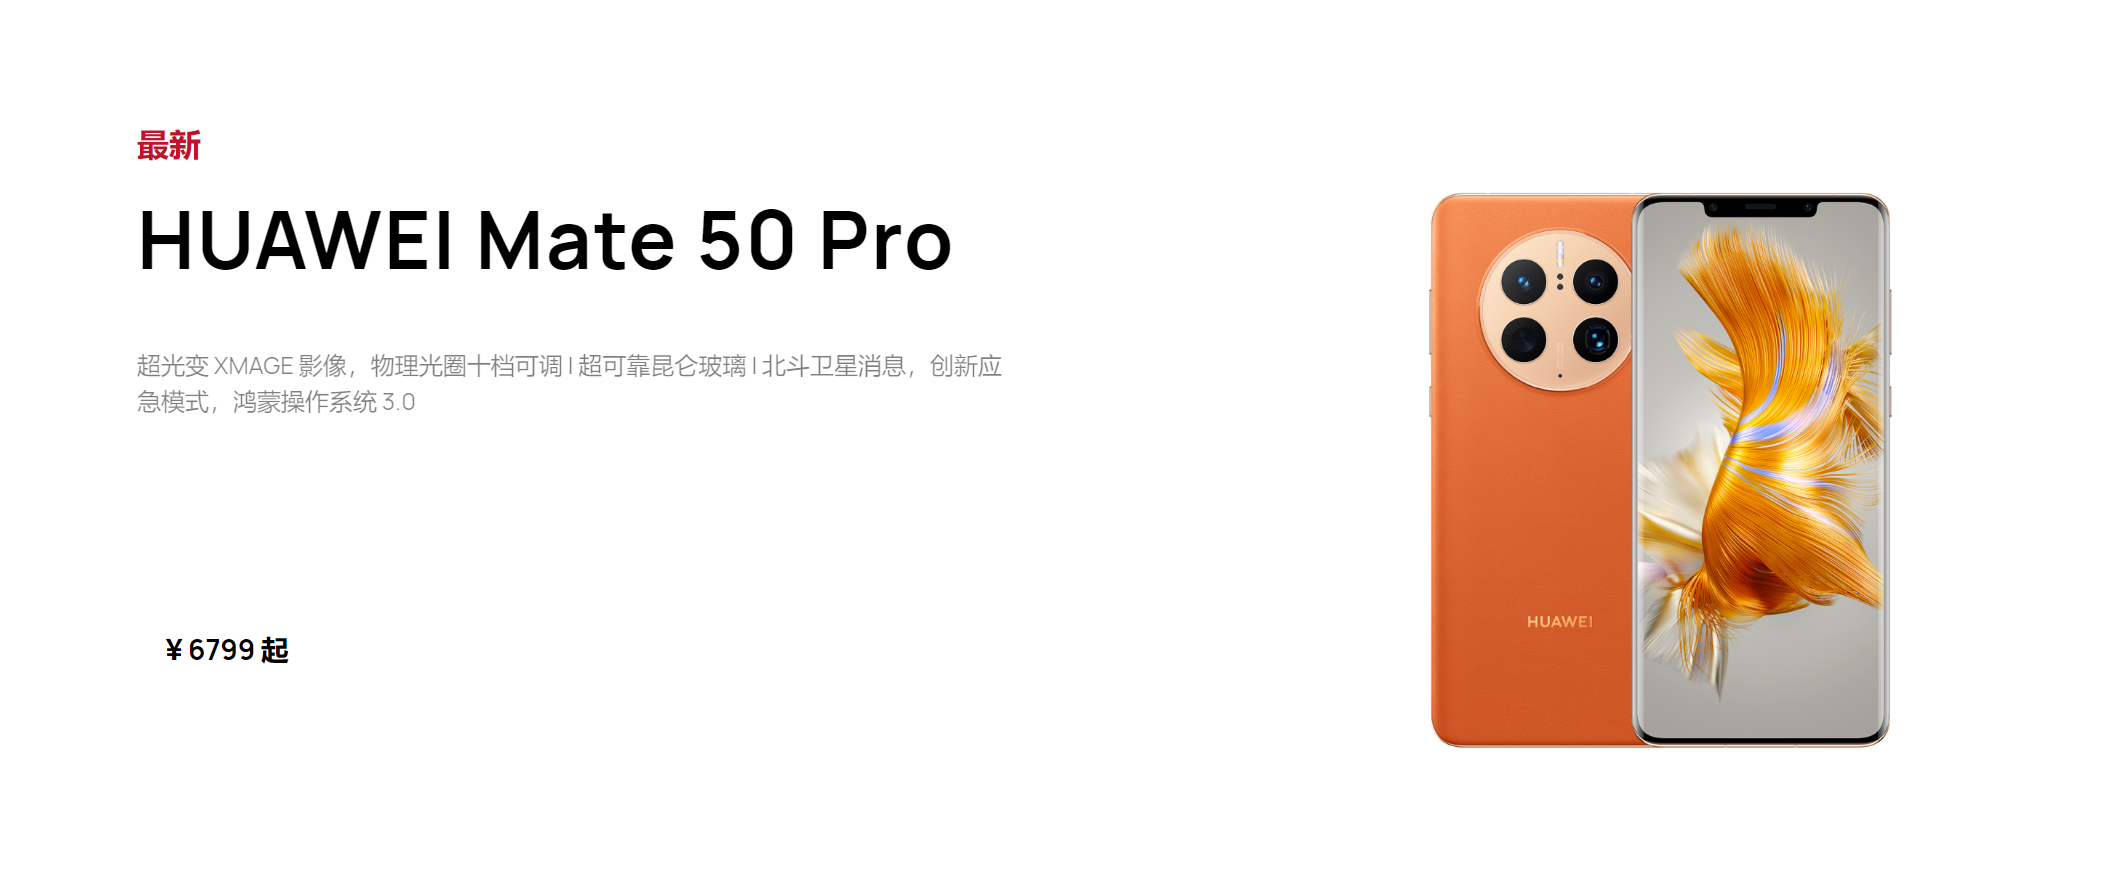 最新
HUAWEI Mate 50 Pro
超光变 XMAGE 影像，物理光圈十档可调 | 超可靠昆仑玻璃 | 北斗卫星消息，创新应
急模式，鸿蒙操作系统 3.0
¥ 6799 起
HUAWEI